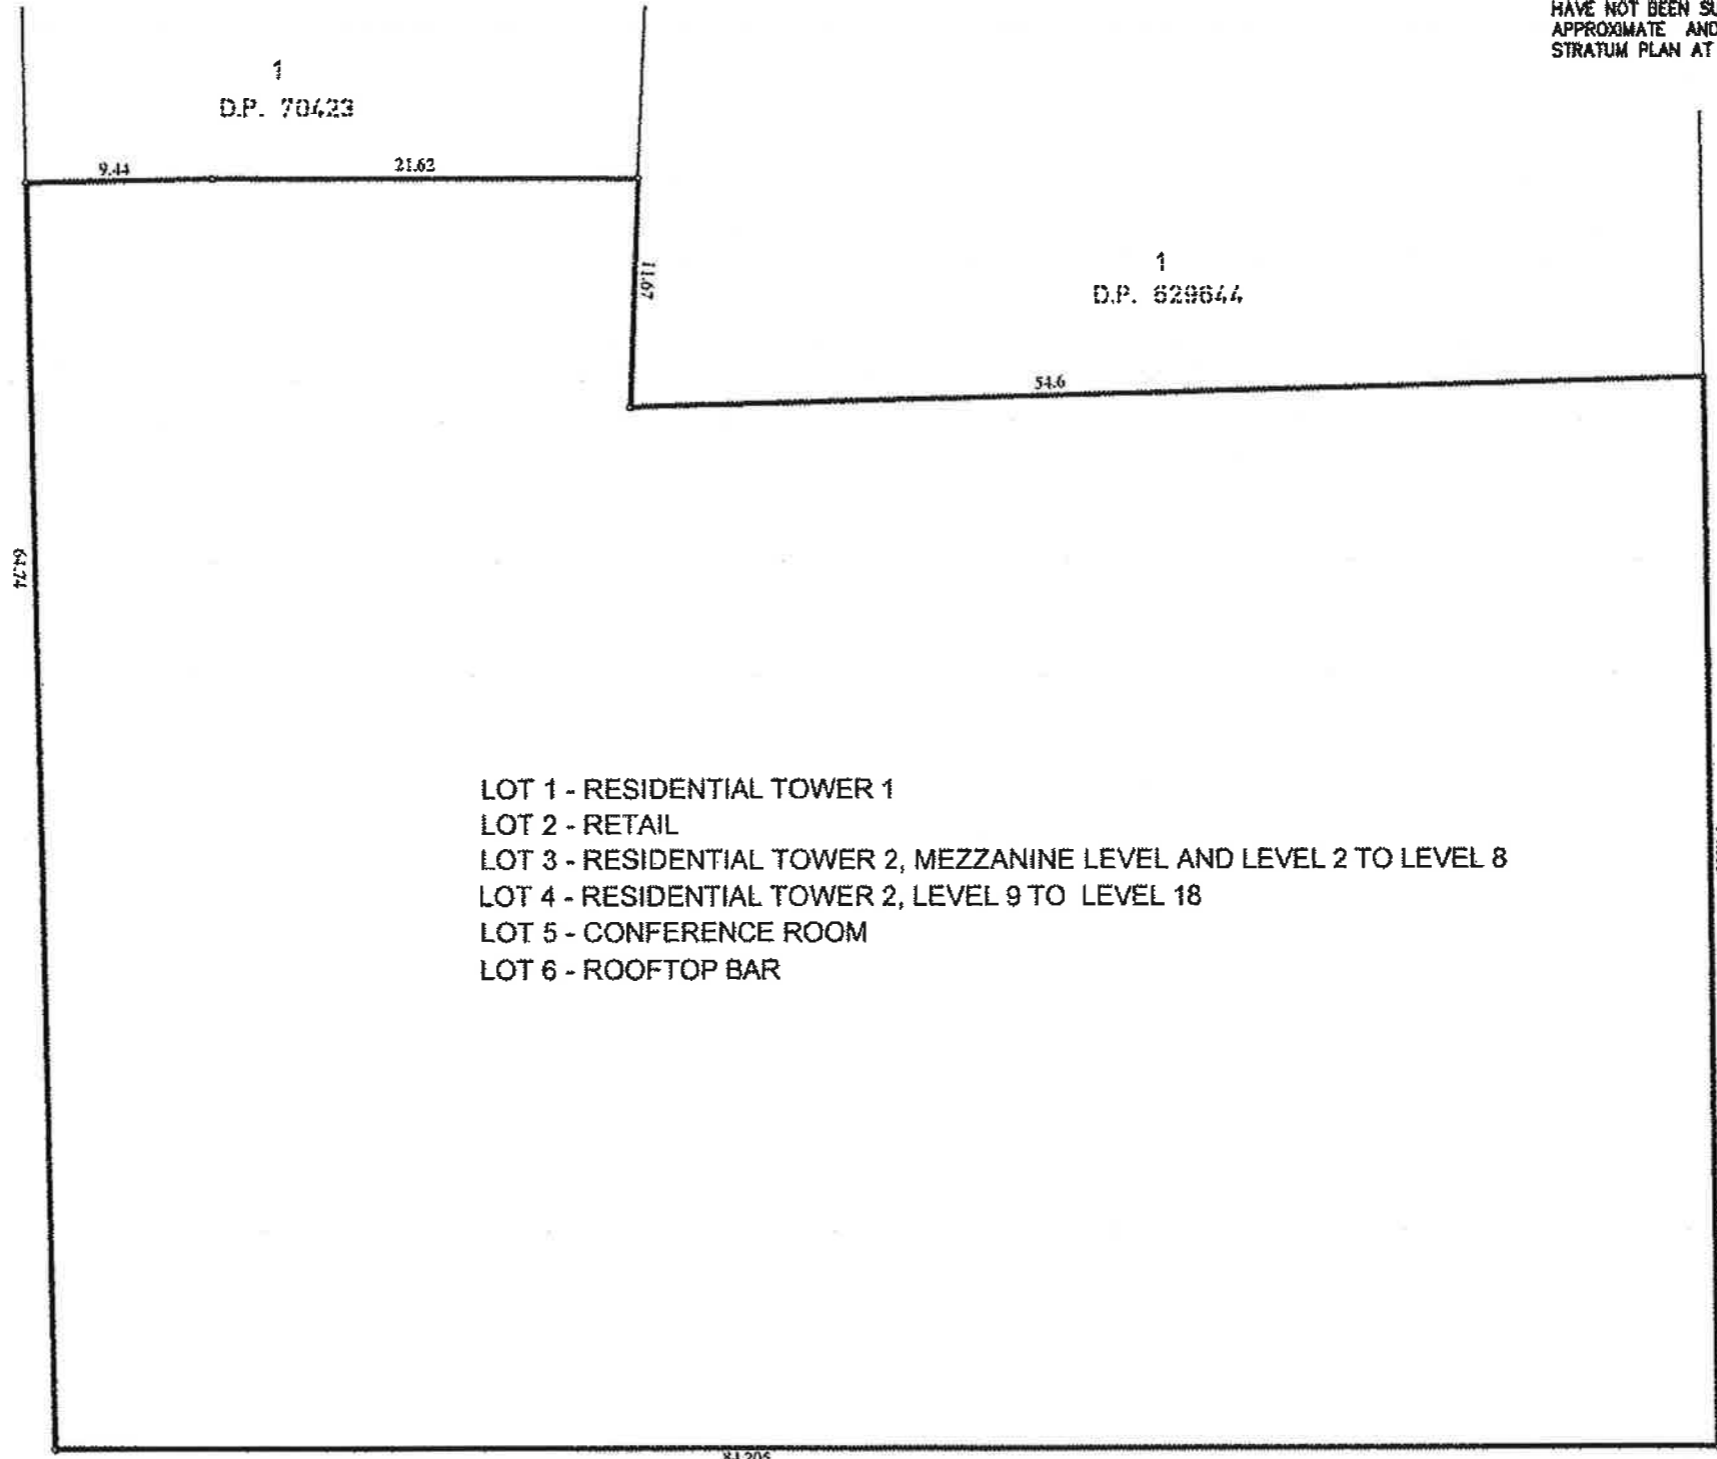 HAVE NOT BEEN
APPROXIMATE AND
STRATUM PLAN AT
1
D.P. 70423
9.44
21.62
11.67
1
D.P. 629644
54.6
64.74
LOT 1 - RESIDENTIAL TOWER 1
LOT 2 - RETAIL
LOT 3 - RESIDENTIAL TOWER 2, MEZZANINE LEVEL AND LEVEL 2 TO LEVEL 8
LOT 4 - RESIDENTIAL TOWER 2, LEVEL 9 TO LEVEL 18
LOT 5 - CONFERENCE ROOM
LOT 6 - ROOFTOP BAR